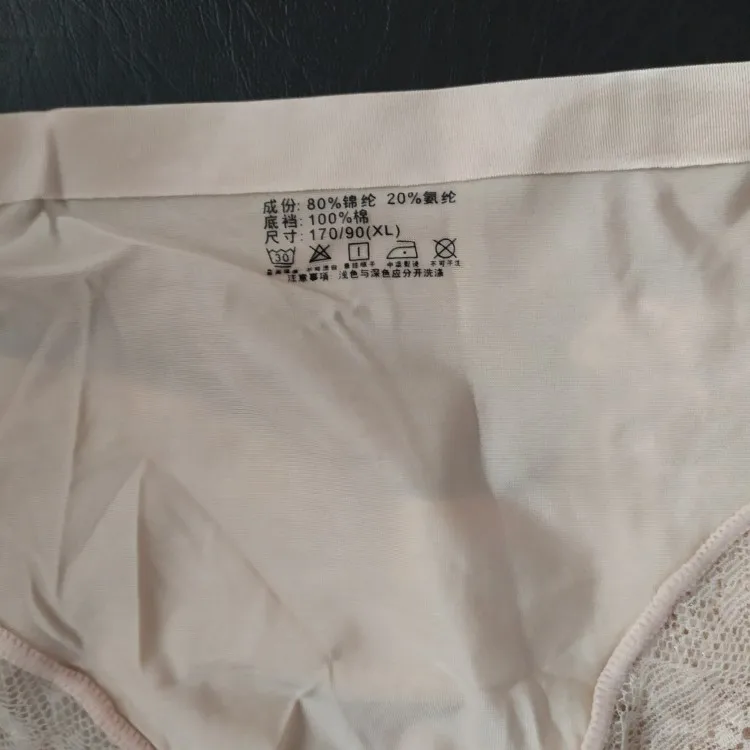 成份: 80%锦纶 20%氨纶
底裆: 100%棉
尺寸: 170/90(XL)
30
注意事项 浅色与深色应分开洗涤